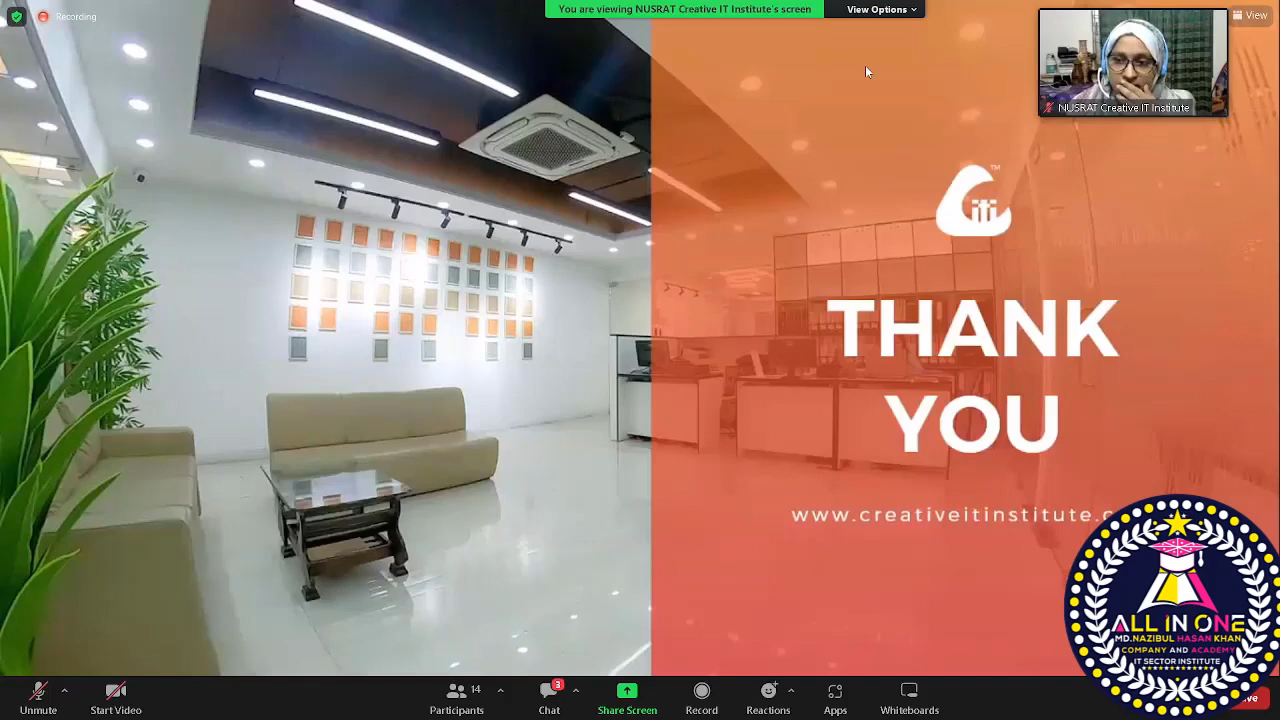 Recording
You are viewing NUSRAT Creative IT Institute's screen
View Options
View
NUSRAT Creative IT Institute
iti
TM
THANK
YOU
www.creativeitinstitute.c
ALL IN ONE
MD.NAZIBUL HASAN KHAN
COMPANY AND ACADEMY
IT SECTOR INSTITUTE
14
3
Unmute
Start Video
Participants
Chat
Share Screen
Record
Reactions
Apps
Whiteboards